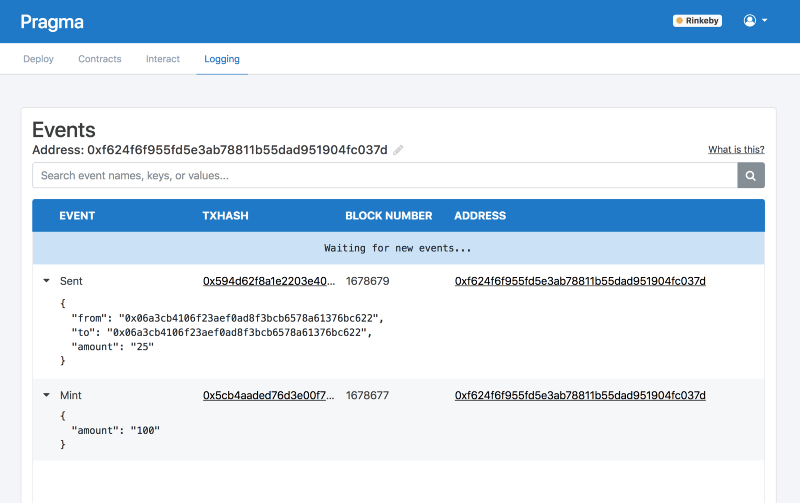 Pragma
Rinkeby
Deploy Contracts Interact Logging
Events
Address: 0xf624f6f955fd5e3ab78811b55dad951904fc037d
What is this?
Search event names, keys, or values...
EVENT TXHASH BLOCK NUMBER ADDRESS
Waiting for new events...
Sent 0x594d62f8a1e2203e40... 1678679 0xf624f6f955fd5e3ab78811b55dad951904fc037d
{
"from": "0x06a3cb4106f23aef0ad8f3bcb6578a61376bc622",
"to": "0x06a3cb4106f23aef0ad8f3bcb6578a61376bc622",
"amount": "25"
}
Mint 0x5cb4aaded76d3e00f7... 1678677 0xf624f6f955fd5e3ab78811b55dad951904fc037d
{
"amount": "100"
}